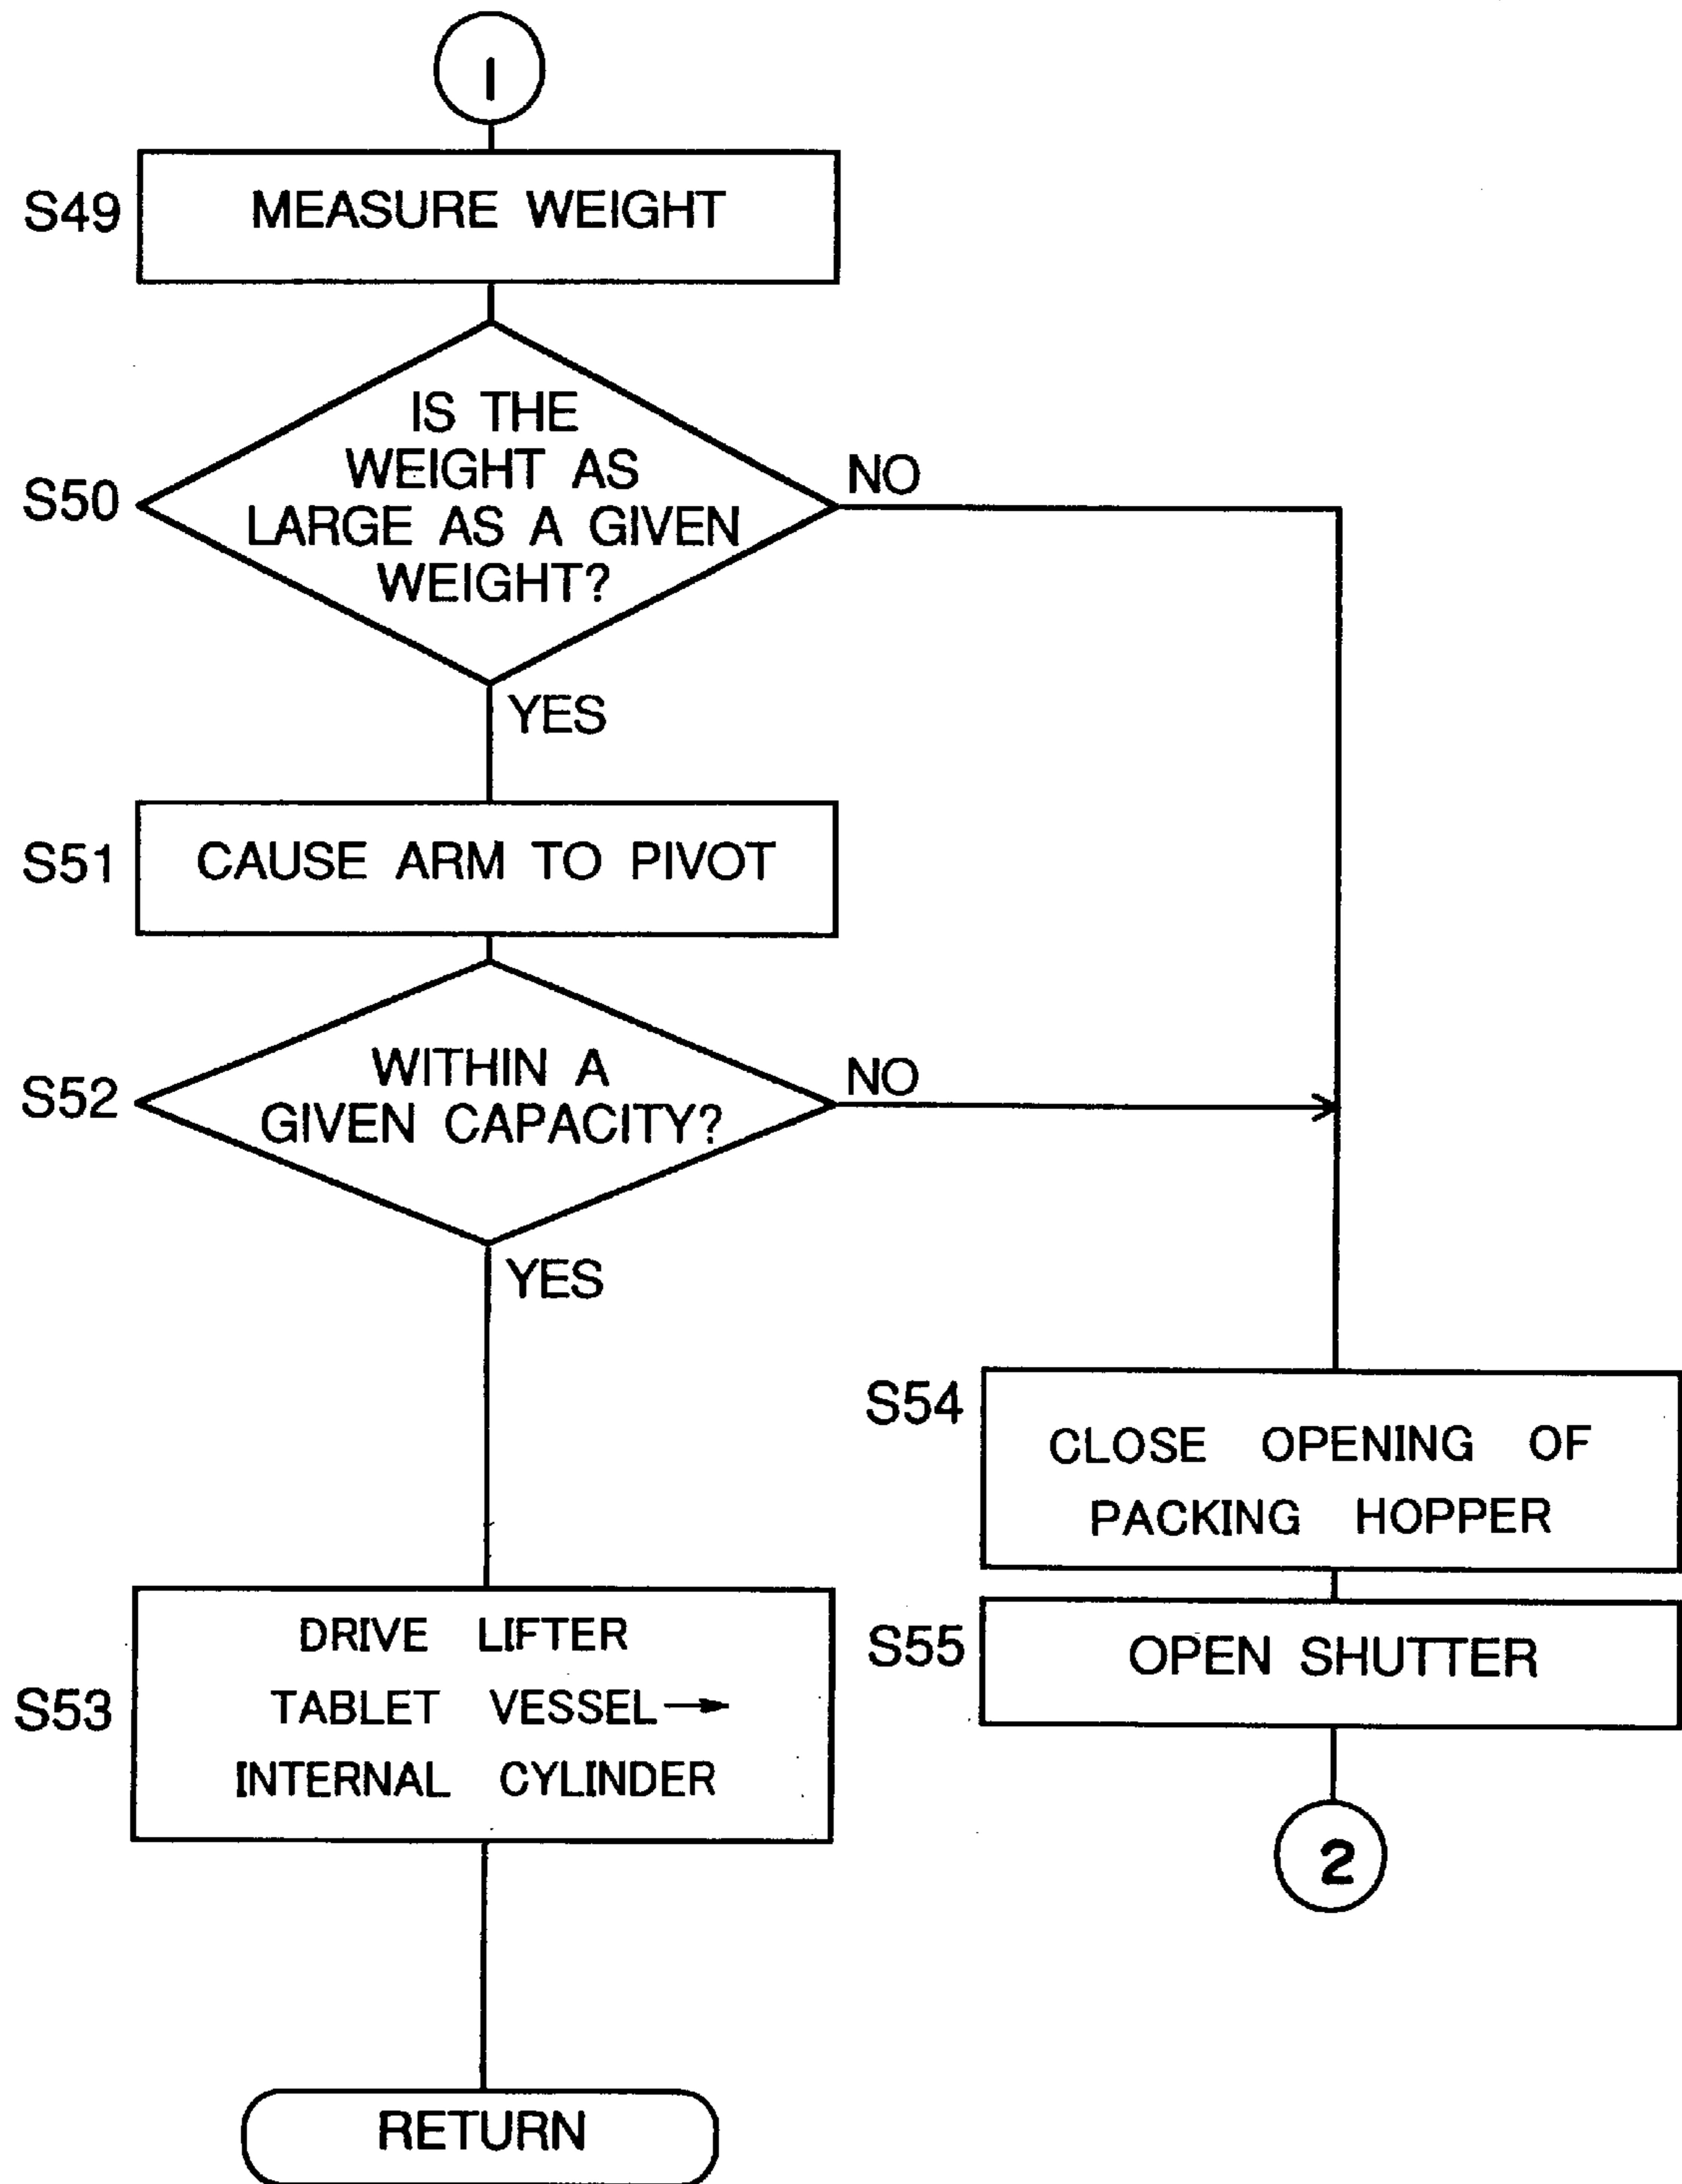 1
S49
MEASURE WEIGHT
S50
IS THE
WEIGHT AS
LARGE AS A GIVEN
WEIGHT?
NO
YES
S51
CAUSE ARM TO PIVOT
S52
WITHIN A
GIVEN CAPACITY?
NO
YES
S53
DRIVE LIFTER
TABLET VESSEL→
INTERNAL CYLINDER
RETURN
S54
CLOSE OPENING OF
PACKING HOPPER
S55
OPEN SHUTTER
2